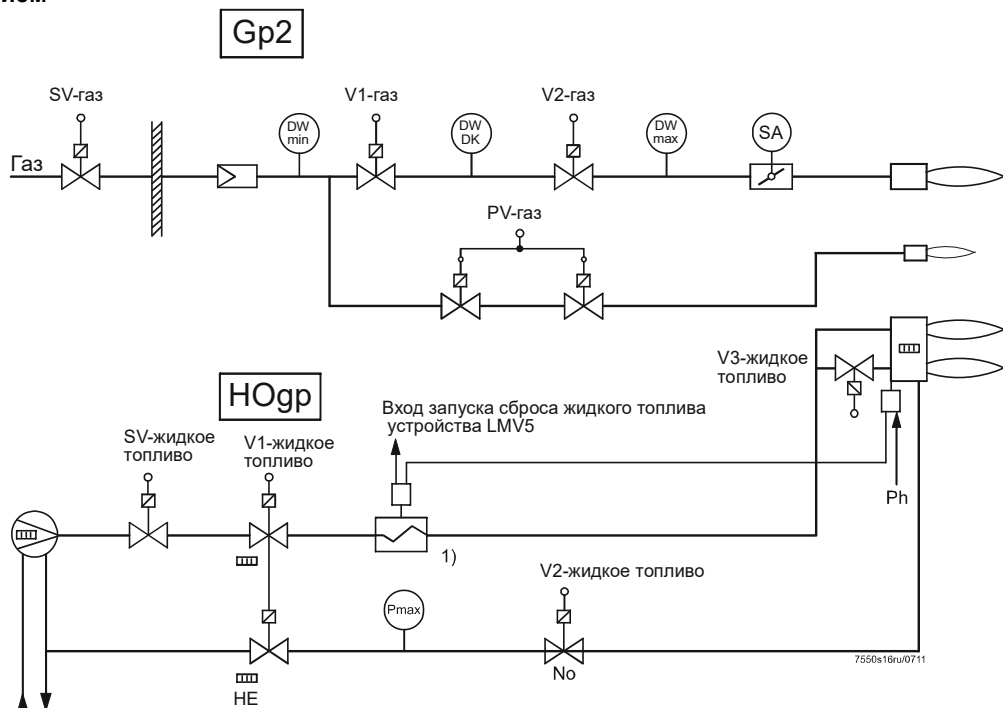 ием
Gp2
SV-газ
V1-газ
V2-газ
DW
min
DW
DK
DW
max
SA
Газ
PV-газ
V3-жидкое
топливо
HOgp
Вход запуска сброса жидкого топлива
устройства LMV5
SV-жидкое
топливо
V1-жидкое
топливо
Ph
1)
V2-жидкое топливо
Pmax
No
7550s16ru/0711
HE